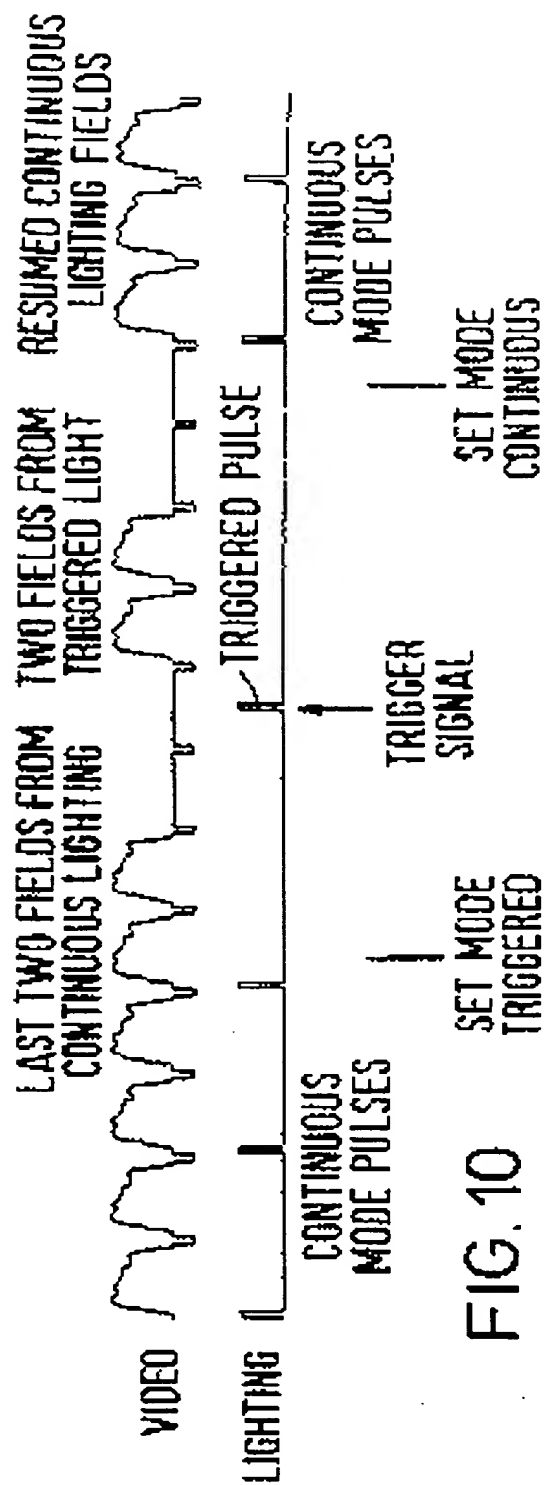 LAST TWO FIELDS FROM
CONTINUOUS LIGHTING
TWO FIELDS FROM
TRIGGERED LIGHT
RESUMED CONTINUOUS
LIGHTING FIELDS
VIDEO
TRIGGERED PULSE
LIGHTING
CONTINUOUS
MODE PULSES
CONTINUOUS
MODE PULSES
TRIGGER
SIGNAL
SET MODE
TRIGGERED
SET MODE
CONTINUOUS
FIG. 10